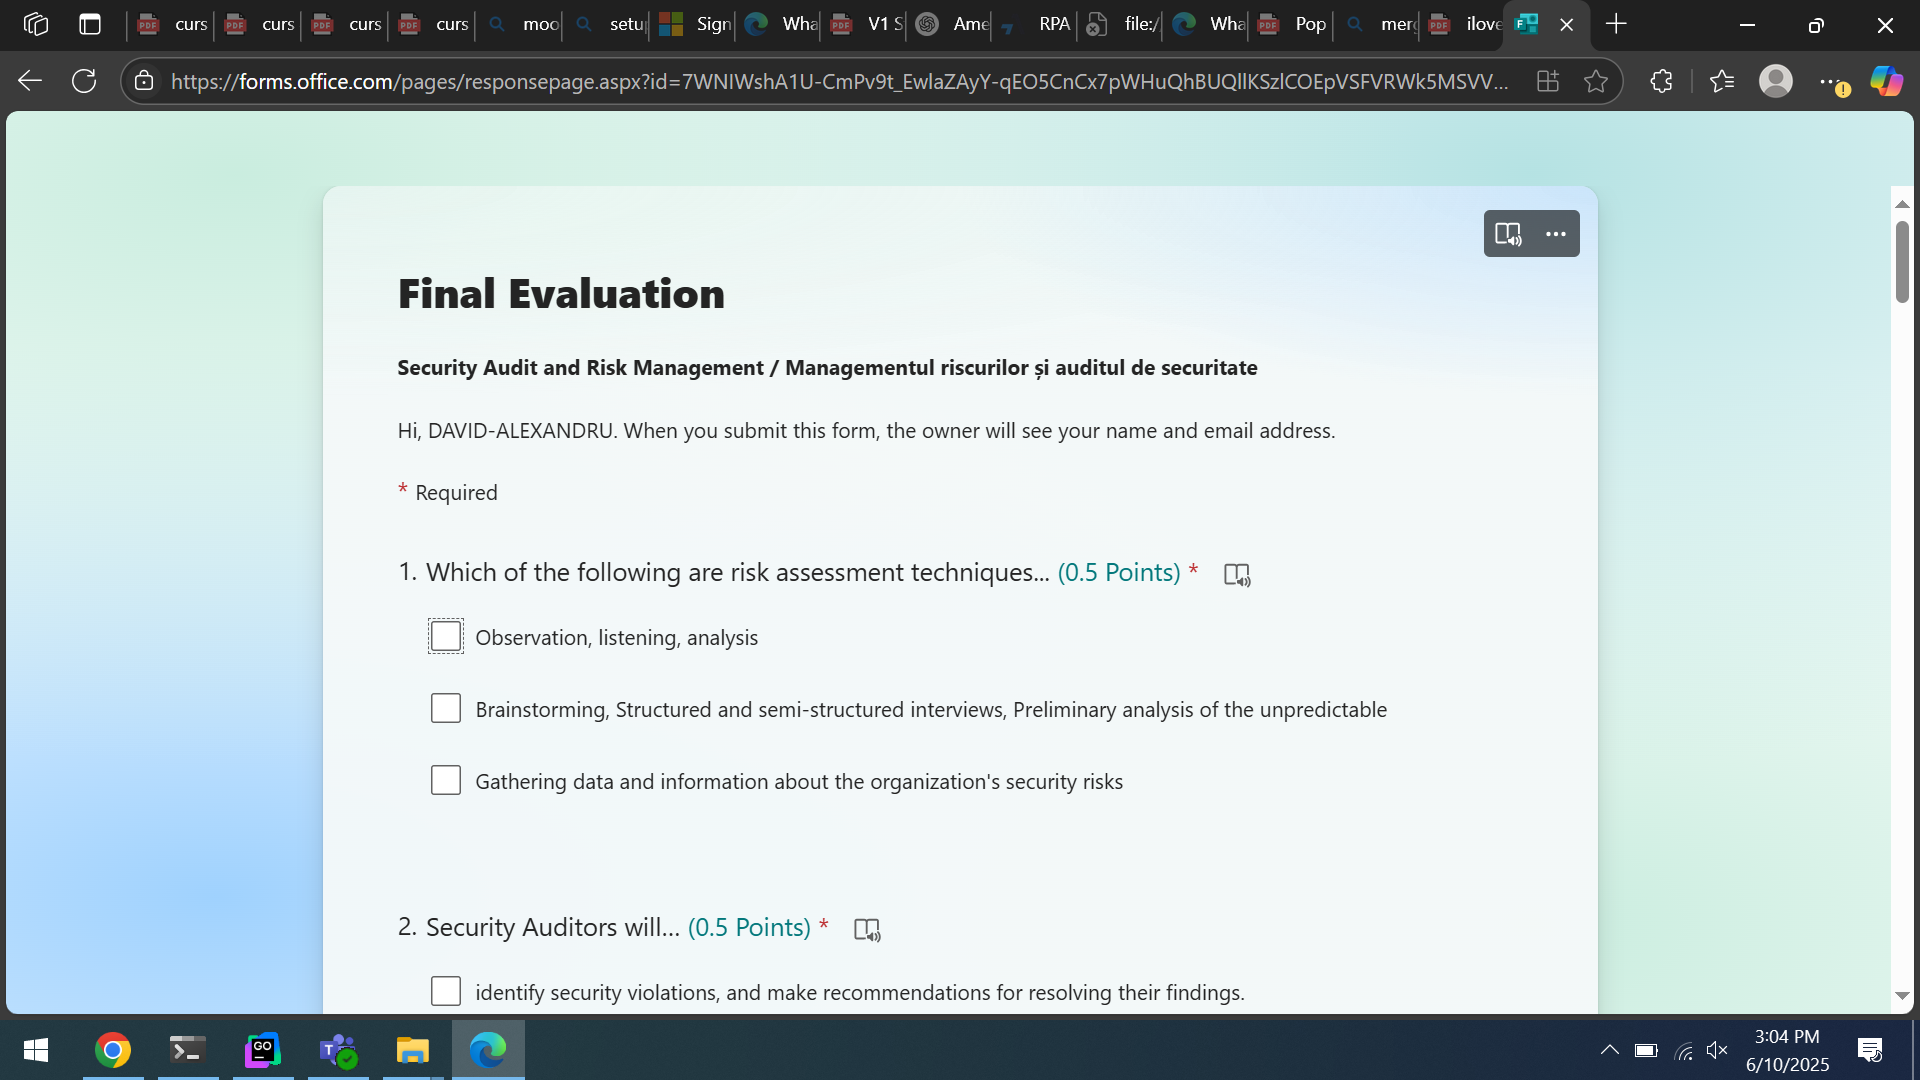 curs
curs
curs
curs
moo
setu
Sign
Wha
V1 S
Ame
RPA
file:/
Wha
Pop
mer
ilove
https://forms.office.com/pages/responsepage.aspx?id=7WNIWshA1U-CmPv9t_EwlaZAyY-qEO5CnCx7pWHuQhBUQllKSzlCOEpVSFVRWk5MSVV...
Final Evaluation
Security Audit and Risk Management / Managementul riscurilor și auditul de securitate
Hi, DAVID-ALEXANDRU. When you submit this form, the owner will see your name and email address.
* Required
1. Which of the following are risk assessment techniques... (0.5 Points) *
Observation, listening, analysis
Brainstorming, Structured and semi-structured interviews, Preliminary analysis of the unpredictable
Gathering data and information about the organization's security risks
2. Security Auditors will... (0.5 Points) *
identify security violations, and make recommendations for resolving their findings.
3:04 PM
6/10/2025